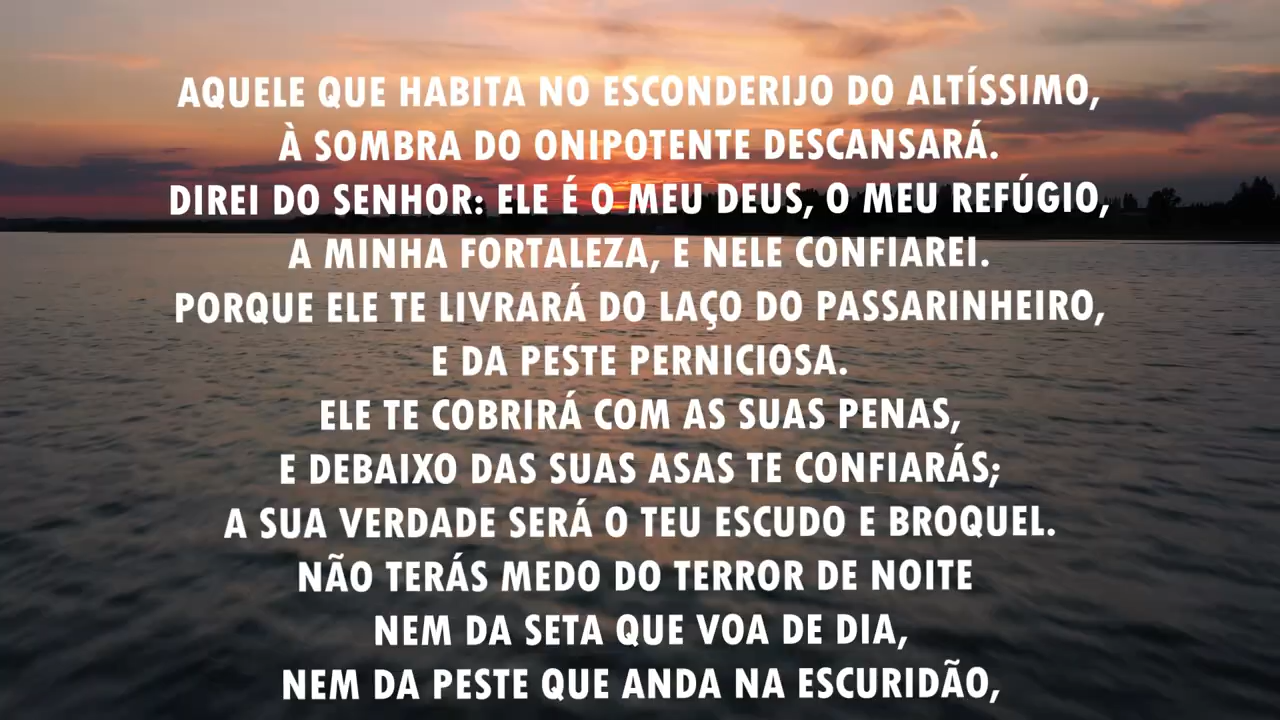 AQUELE QUE HABITA NO ESCONDERIJO DO ALTÍSSIMO,
À SOMBRA DO ONIPOTENTE DESCANSARÁ.
DIREI DO SENHOR: ELE É O MEU DEUS, O MEU REFÚGIO,
A MINHA FORTALEZA, E NELE CONFIAREI.
PORQUE ELE TE LIVRARÁ DO LAÇO DO PASSARINHEIRO,
E DA PESTE PERNICIOSA.
ELE TE COBRIRÁ COM AS SUAS PENAS,
E DEBAIXO DAS SUAS ASAS TE CONFIARÁS;
A SUA VERDADE SERÁ O TEU ESCUDO E BROQUEL.
NÃO TERÁS MEDO DO TERROR DE NOITE
NEM DA SETA QUE VOA DE DIA,
NEM DA PESTE QUE ANDA NA ESCURIDÃO,